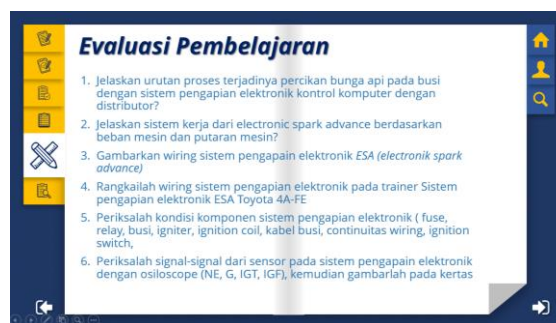 Evaluasi Pembelajaran
1. Jelaskan urutan proses terjadinya percikan bunga api pada busi
dengan sistem pengapian elektronik kontrol komputer dengan
distributor?
2. Jelaskan sistem kerja dari electronic spark advance berdasarkan
beban mesin dan putaran mesin?
3. Gambarkan wiring sistem pengapain elektronik ESA (electronik spark
advance)
4. Rangkailah wiring sistem pengapian elektronik pada trainer Sistem
pengapian elektronik ESA Toyota 4A-FE
5. Periksalah kondisi komponen sistem pengapian elektronik ( fuse,
relay, busi, igniter, ignition coil, kabel busi, continuitas wiring, ignition
switch,
6. Periksalah signal-signal dari sensor pada sistem pengapain elektronik
dengan osiloscope (NE, G, IGT, IGF), kemudian gambarlah pada kertas